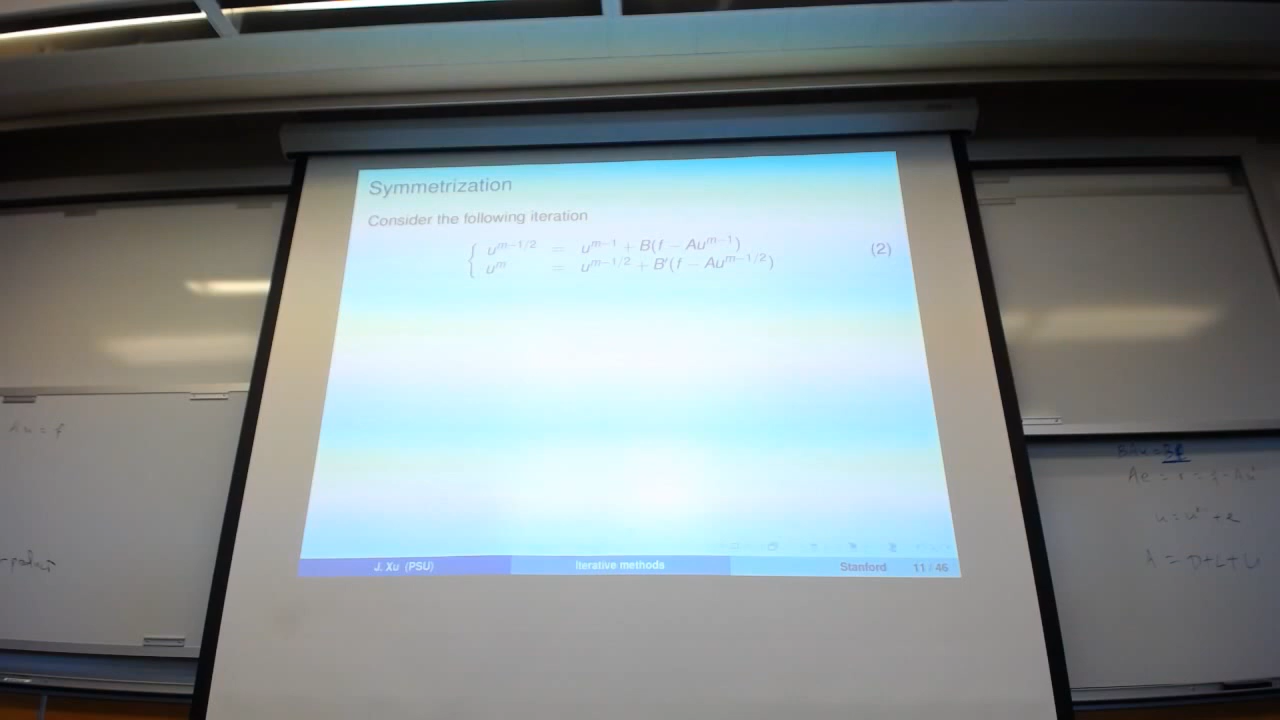 Symmetrization
Consider the following iteration
u^{m−1/2} = u^{m−1} + B(f − Au^{m−1})
u^m = u^{m−1/2} + B′(f − Au^{m−1/2})
(2)
J. Xu (PSU) Iterative methods Stanford 11 / 46
Au = f
Ae = r = f - Au
A = D+L+U